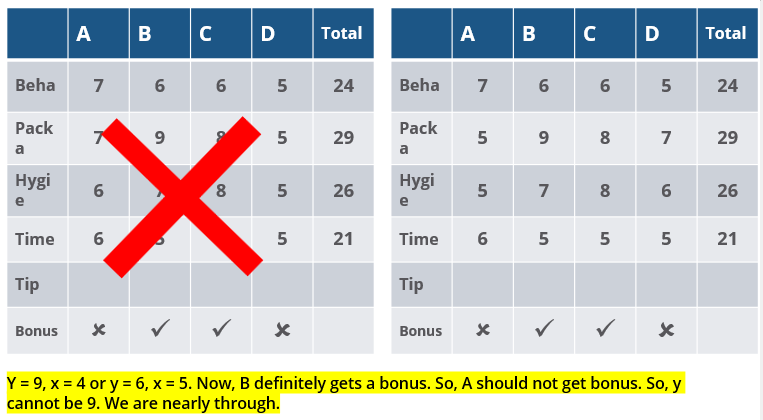 A B C D Total
Beha 7 6 6 5 24
Pack
a 7 9 5 29
Hygi
e 6 8 5 26
Time 6 5 5 21
Tip
Bonus ✘ ✓ ✓ ✘
A B C D Total
Beha 7 6 6 5 24
Pack
a 5 9 8 7 29
Hygi
e 5 7 8 6 26
Time 6 5 5 5 21
Tip
Bonus ✘ ✓ ✓ ✘
Y = 9, x = 4 or y = 6, x = 5. Now, B definitely gets a bonus. So, A should not get bonus. So, y
cannot be 9. We are nearly through.